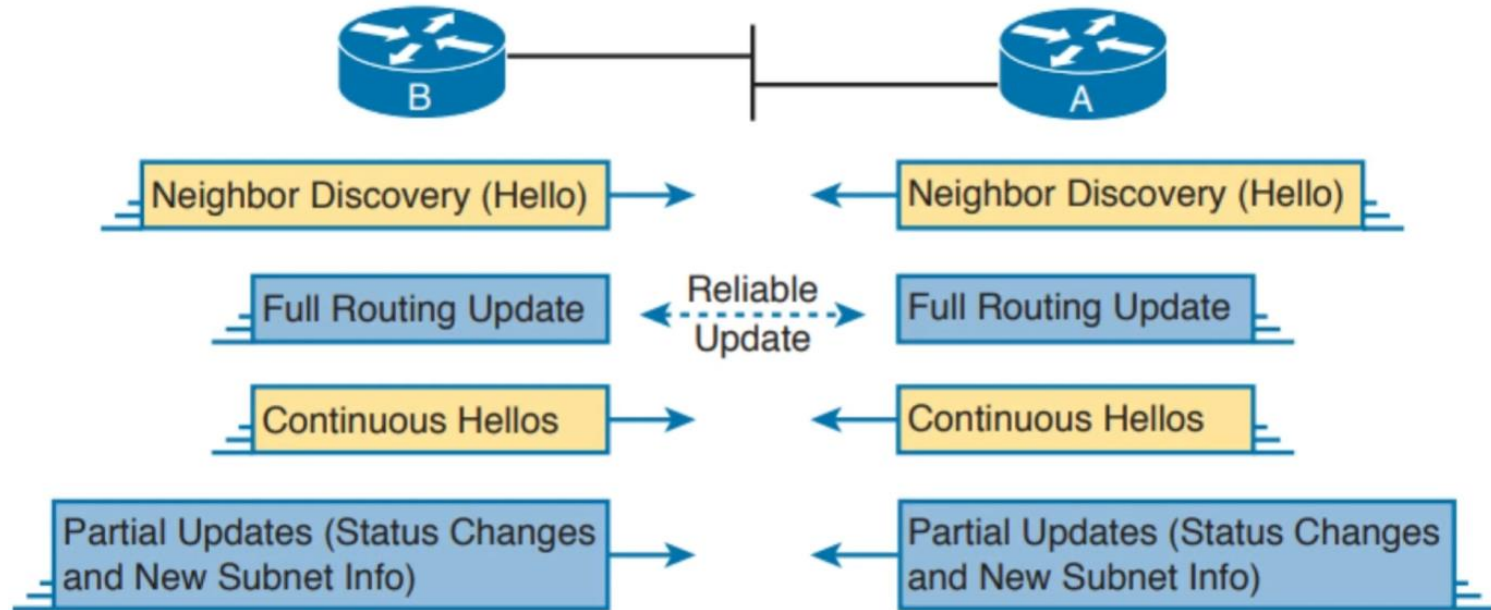 B
A
Neighbor Discovery (Hello)
Neighbor Discovery (Hello)
Full Routing Update
Reliable
Update
Full Routing Update
Continuous Hellos
Continuous Hellos
Partial Updates (Status Changes
and New Subnet Info)
Partial Updates (Status Changes
and New Subnet Info)